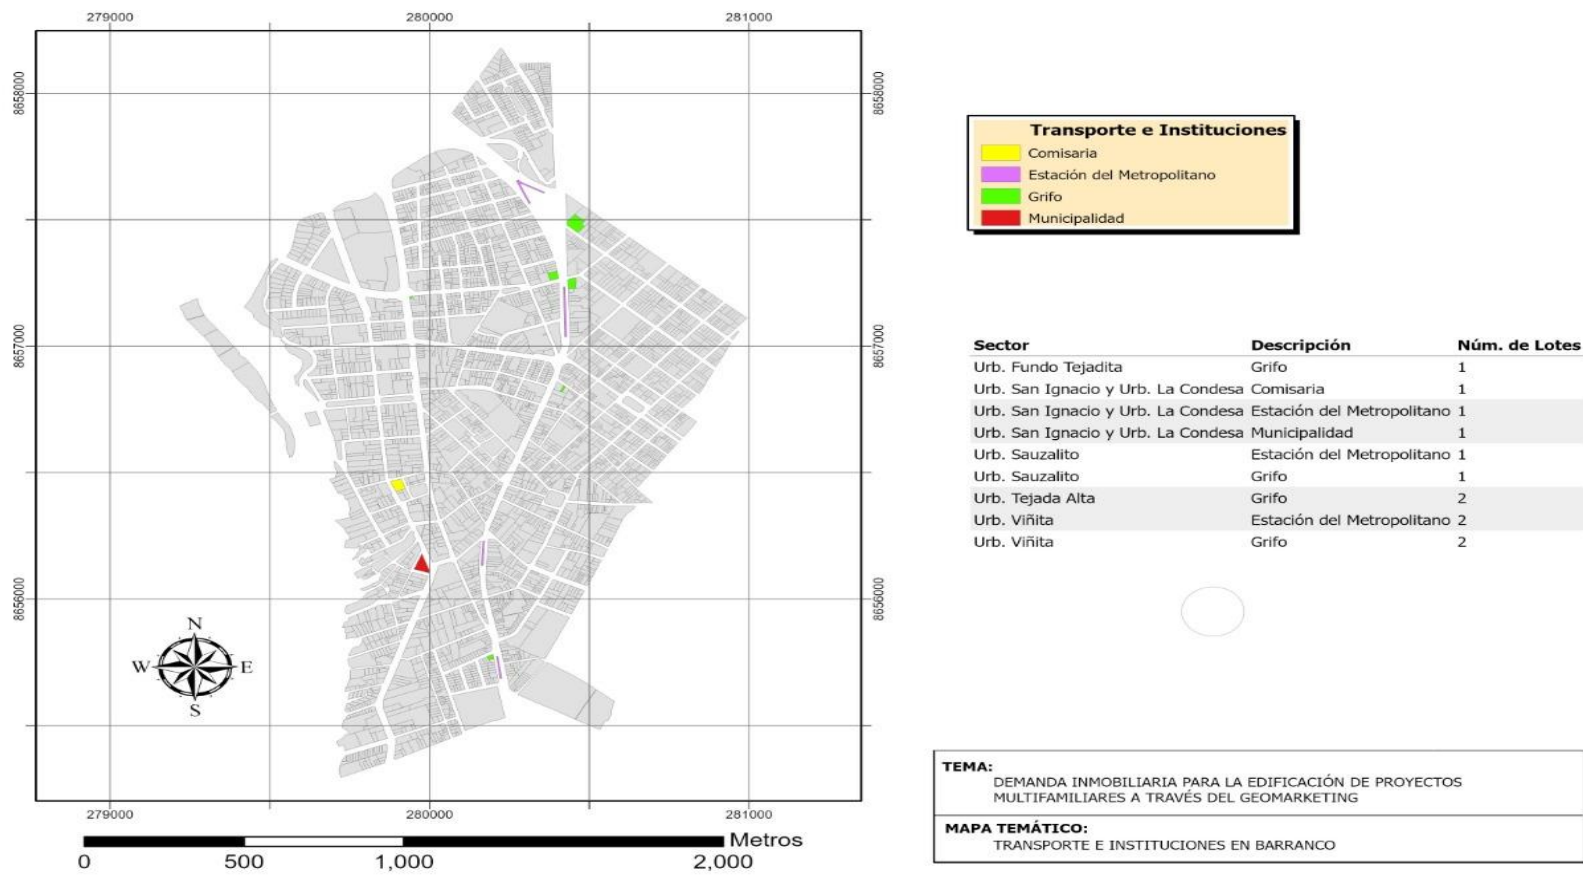 279000 280000 281000
8658000 8658000
8657000 8657000
8656000 8656000
N
W E
S
279000 280000 281000
Metros
0 500 1,000 2,000
Transporte e Instituciones
Comisaria
Estación del Metropolitano
Grifo
Municipalidad
Sector Descripción Núm. de Lotes
Urb. Fundo Tejadita Grifo 1
Urb. San Ignacio y Urb. La Condesa Comisaria 1
Urb. San Ignacio y Urb. La Condesa Estación del Metropolitano 1
Urb. San Ignacio y Urb. La Condesa Municipalidad 1
Urb. Sauzalito Estación del Metropolitano 1
Urb. Sauzalito Grifo 1
Urb. Tejada Alta Grifo 2
Urb. Viñita Estación del Metropolitano 2
Urb. Viñita Grifo 2
TEMA:
DEMANDA INMOBILIARIA PARA LA EDIFICACIÓN DE PROYECTOS
MULTIFAMILIARES A TRAVÉS DEL GEOMARKETING
MAPA TEMÁTICO:
TRANSPORTE E INSTITUCIONES EN BARRANCO